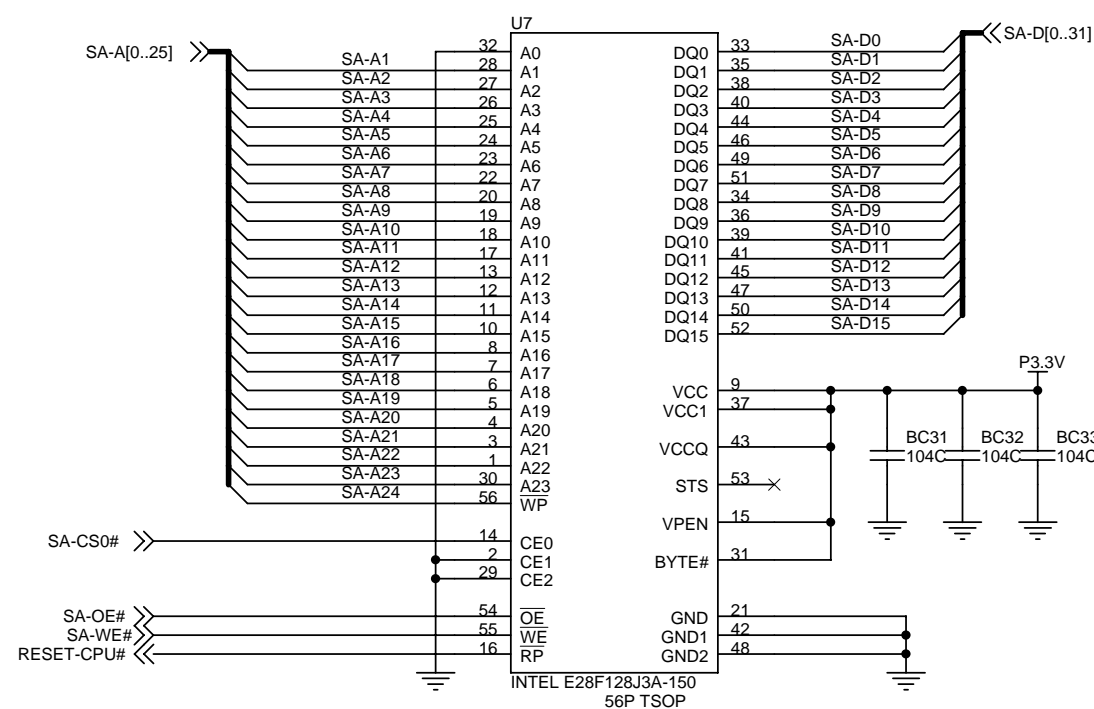 U7
SA-A[0..25]
SA-D[0..31]
32 A0 DQ0 33 SA-D0
SA-A1 28 A1 DQ1 35 SA-D1
SA-A2 27 A2 DQ2 38 SA-D2
SA-A3 26 A3 DQ3 40 SA-D3
SA-A4 25 A4 DQ4 44 SA-D4
SA-A5 24 A5 DQ5 46 SA-D5
SA-A6 23 A6 DQ6 49 SA-D6
SA-A7 22 A7 DQ7 51 SA-D7
SA-A8 20 A8 DQ8 34 SA-D8
SA-A9 19 A9 DQ9 36 SA-D9
SA-A10 18 A10 DQ10 39 SA-D10
SA-A11 17 A11 DQ11 41 SA-D11
SA-A12 13 A12 DQ12 45 SA-D12
SA-A13 12 A13 DQ13 47 SA-D13
SA-A14 11 A14 DQ14 50 SA-D14
SA-A15 10 A15 DQ15 52 SA-D15
SA-A16 8 A16
SA-A17 7 A17
P3.3V
SA-A18 6 A18 VCC 9
SA-A19 5 A19 VCC1 37
SA-A20 4 A20
SA-A21 3 A21 VCCQ 43
BC31 BC32 BC33
104C 104C 104C
SA-A22 1 A22
SA-A23 30 A23 STS 53
SA-A24 56 WP
VPEN 15
SA-CS0# 14 CE0
2 CE1 BYTE# 31
29 CE2
SA-OE# 54 OE GND 21
SA-WE# 55 WE GND1 42
RESET-CPU# 16 RP GND2 48
INTEL E28F128J3A-150
56P TSOP